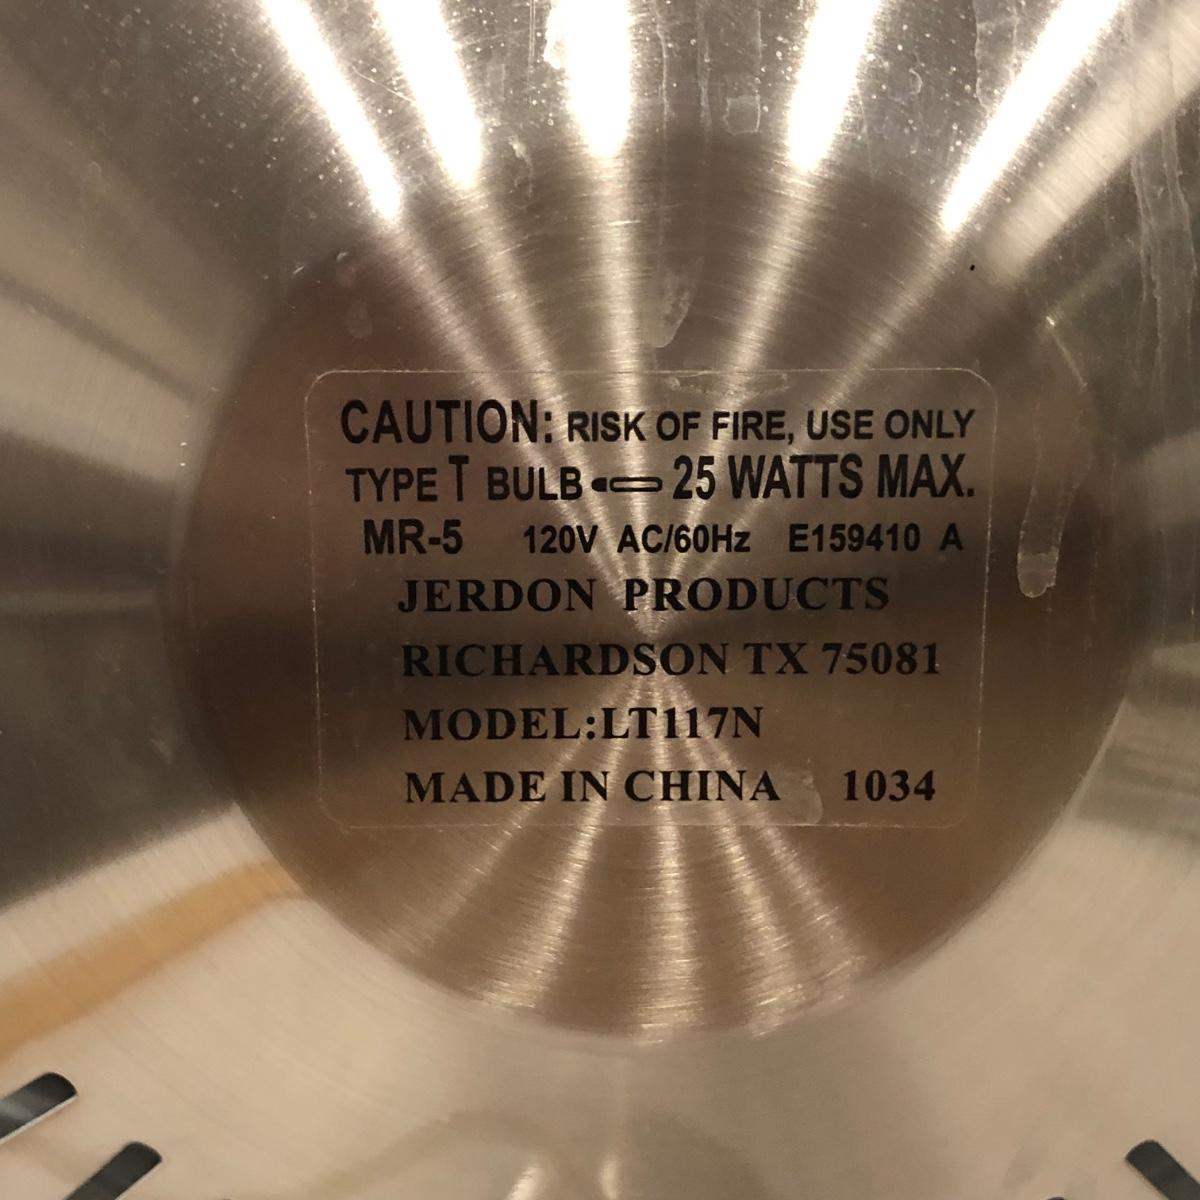 CAUTION: RISK OF FIRE, USE ONLY
TYPE T BULB 25 WATTS MAX.
MR-5 120V AC/60Hz E159410 A
JERDON PRODUCTS
RICHARDSON TX 75081
MODEL:LT117N
MADE IN CHINA 1034